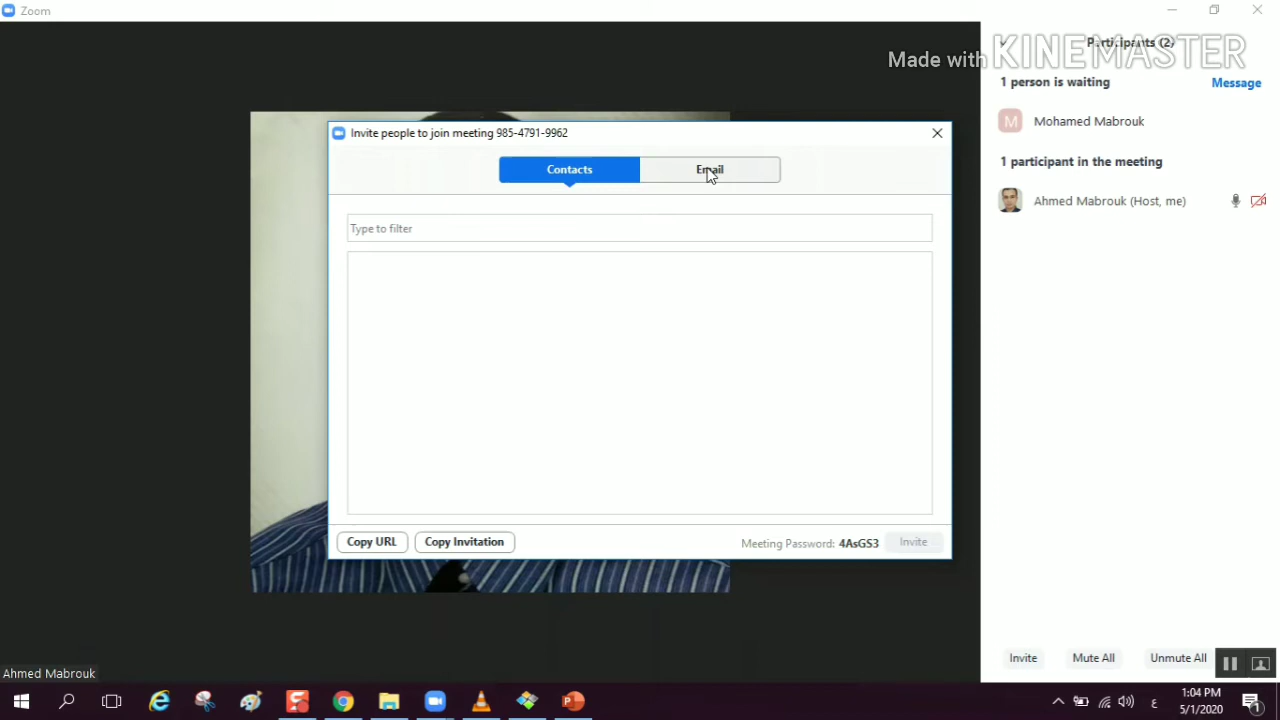 Zoom
Made with KINEMASTER
Participants (2)
1 person is waiting
Message
M
Mohamed Mabrouk
1 participant in the meeting
Ahmed Mabrouk (Host, me)
Invite people to join meeting 985-4791-9962
Contacts
Email
Type to filter
Copy URL
Copy Invitation
Meeting Password: 4AsGS3
Invite
Invite
Mute All
Unmute All
Ahmed Mabrouk
ع
1:04 PM
5/1/2020
1